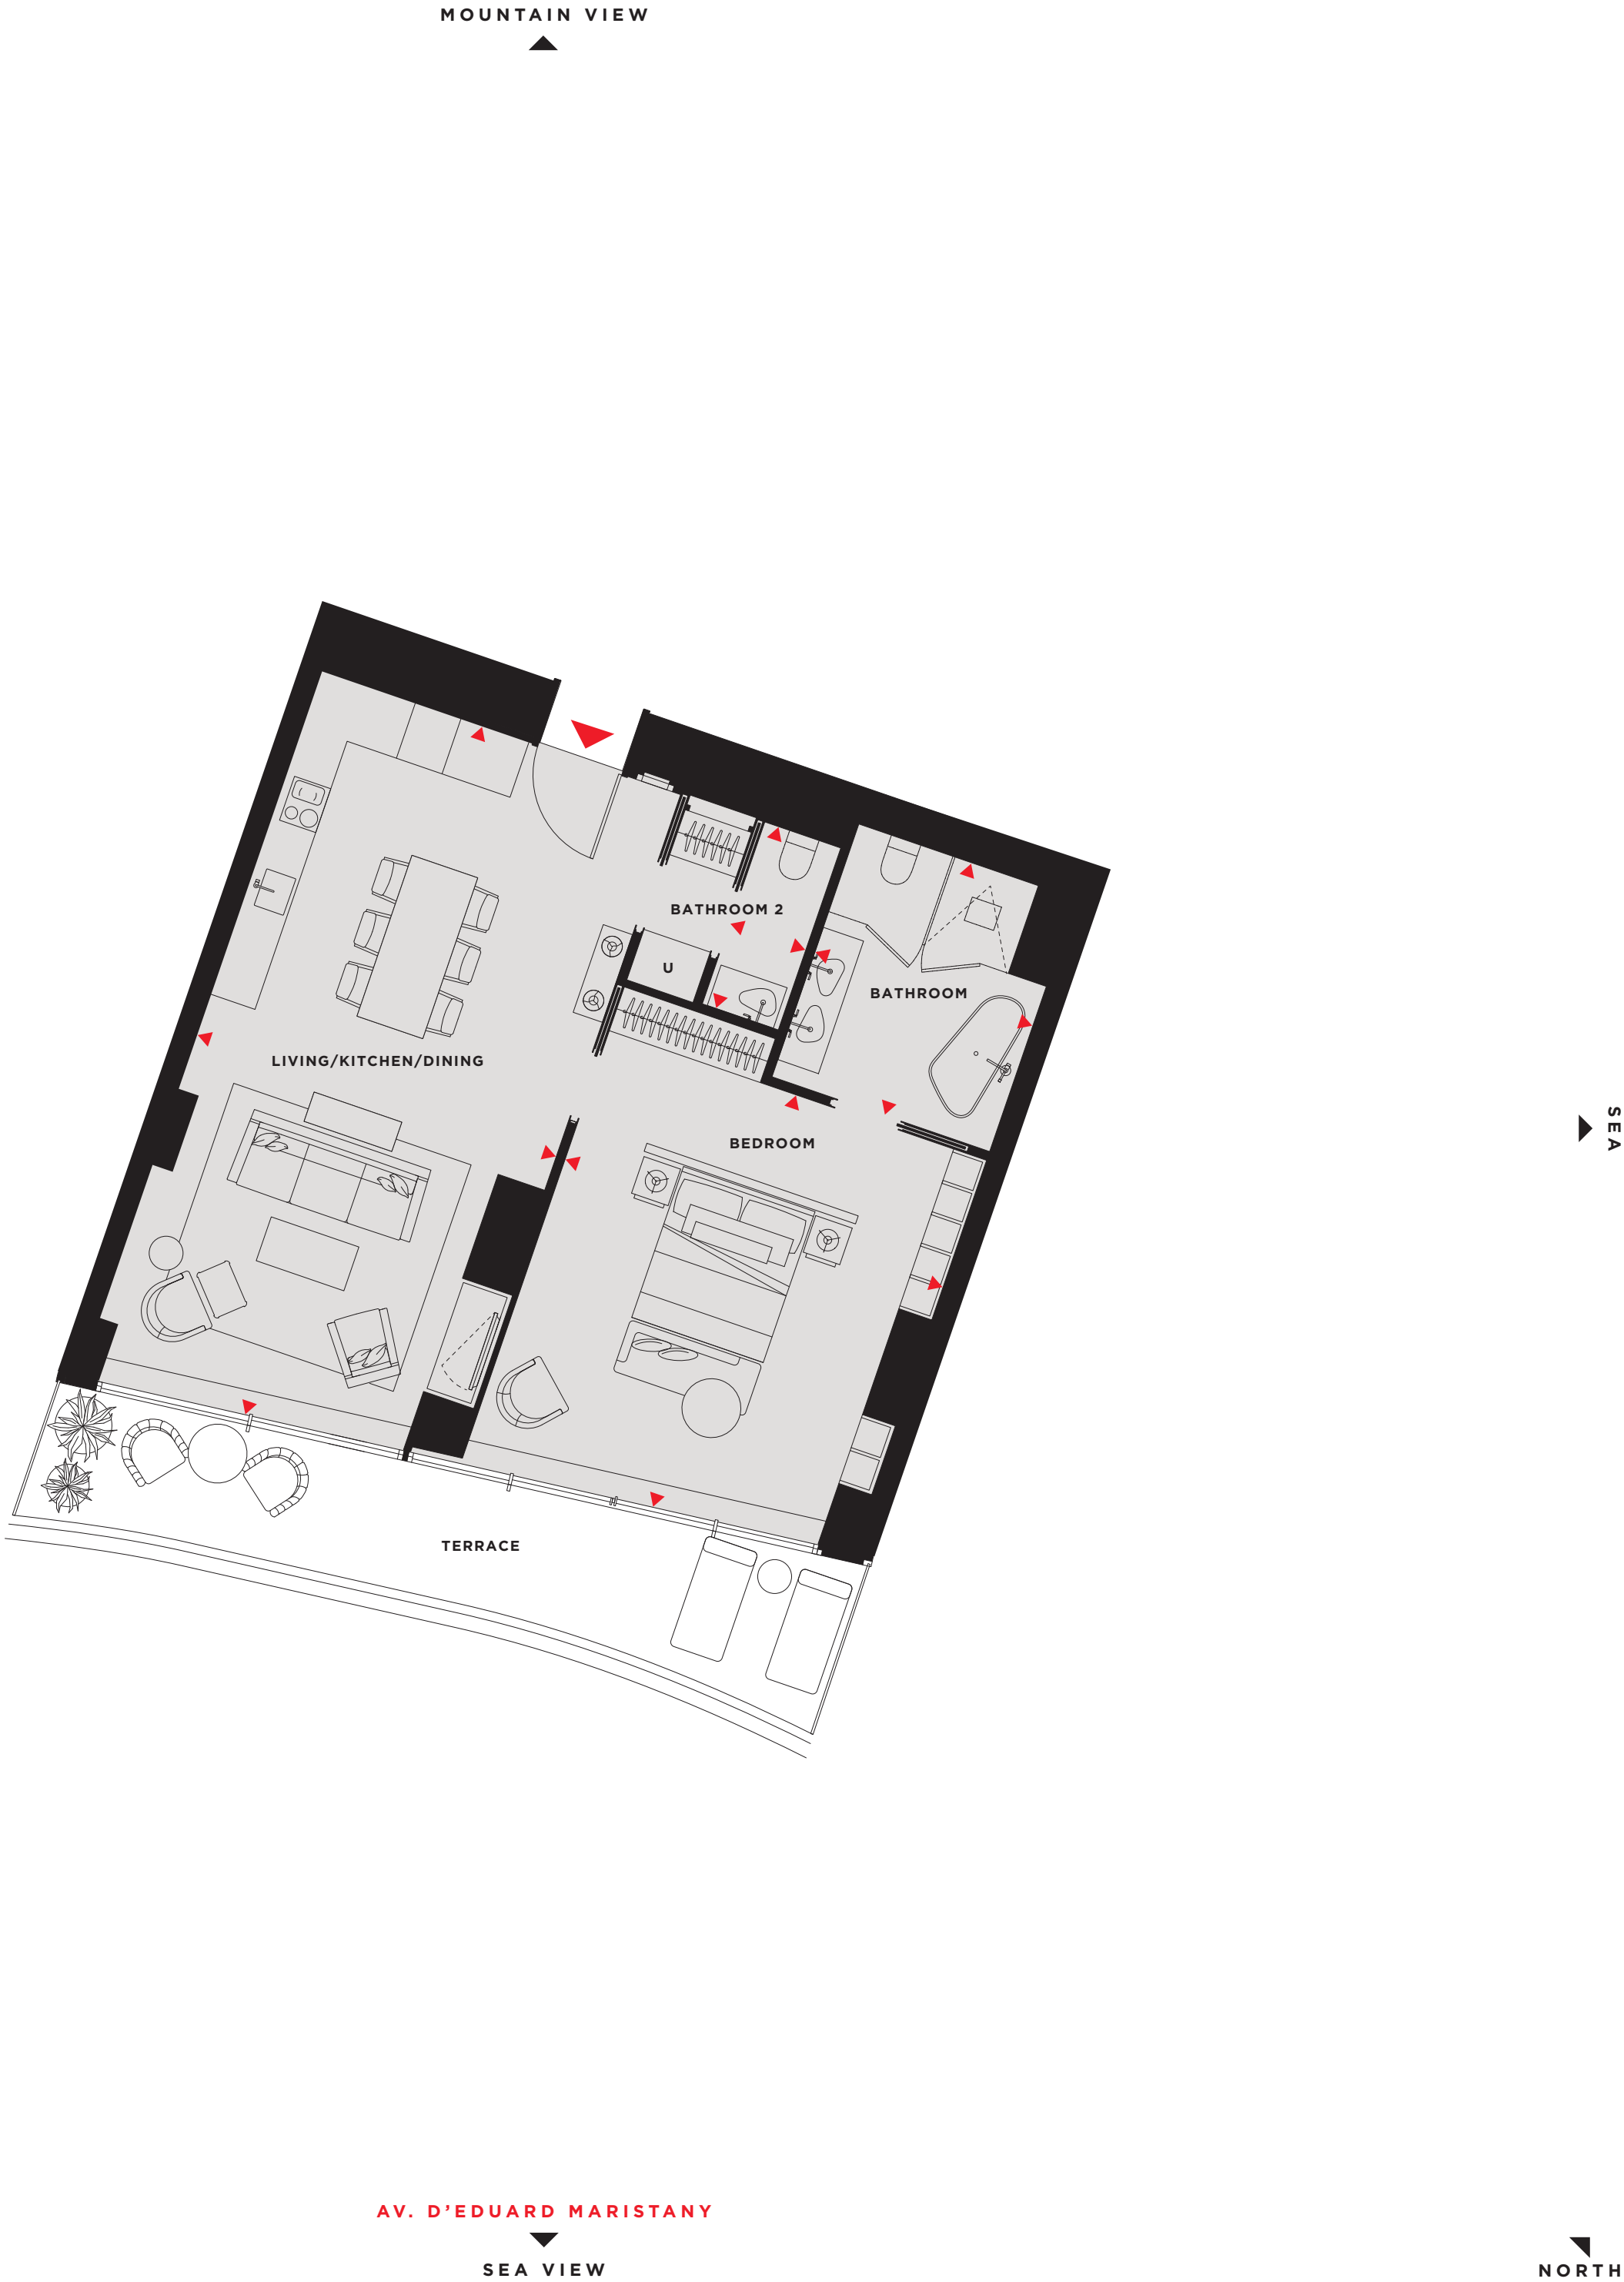 MOUNTAIN VIEW
BATHROOM 2
U
BATHROOM
LIVING/KITCHEN/DINING
BEDROOM
SEA
TERRACE
AV. D’EDUARD MARISTANY
SEA VIEW
NORTH